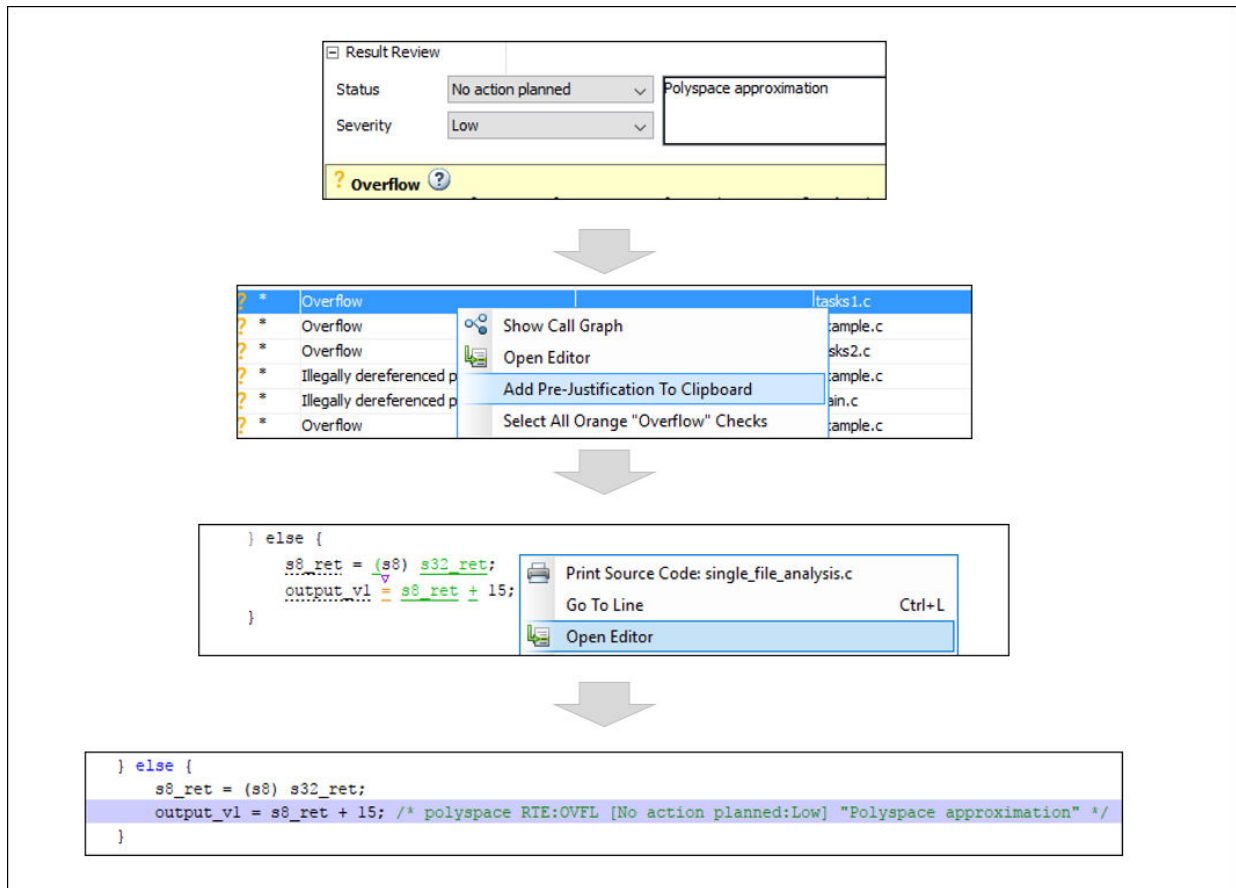 Result Review
Status No action planned Polyspace approximation
Severity Low
? Overflow ?
? * Overflow tasks1.c
? * Overflow Show Call Graph ample.c
? * Overflow Open Editor sks2.c
? * Illegally dereferenced p Add Pre-Justification To Clipboard ample.c
? * Illegally dereferenced p ain.c
? * Overflow Select All Orange "Overflow" Checks ample.c
} else {
s8_ret = (s8) s32_ret;
output_v1 = s8_ret + 15;
}
Print Source Code: single_file_analysis.c
Go To Line Ctrl+L
Open Editor
} else {
s8_ret = (s8) s32_ret;
output_v1 = s8_ret + 15; /* polyspace RTE:OVFL [No action planned:Low] "Polyspace approximation" */
}